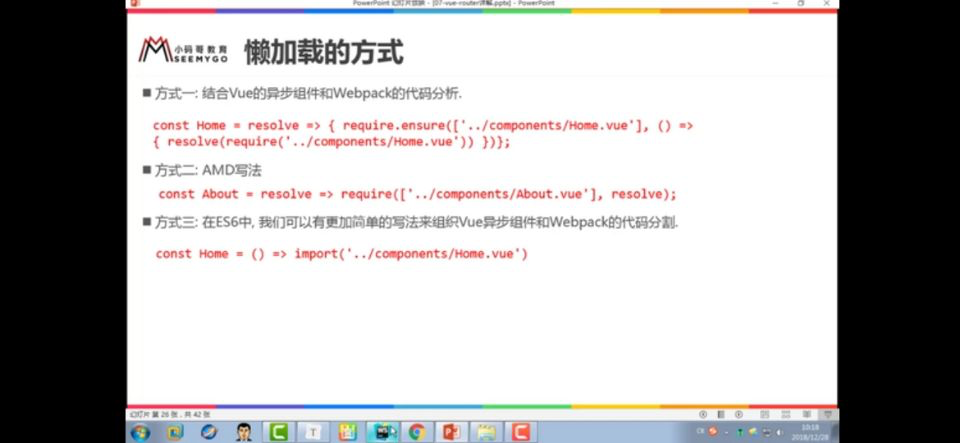 PowerPoint 幻灯片放映 - [07-vue-router详解.pptx] - PowerPoint
小码哥教育
SEEMYGO
懒加载的方式
方式一: 结合Vue的异步组件和Webpack的代码分析.
const Home = resolve => { require.ensure(['../components/Home.vue'], () =>
{ resolve(require('../components/Home.vue')) })};
方式二: AMD写法
const About = resolve => require(['../components/About.vue'], resolve);
方式三: 在ES6中, 我们可以有更加简单的写法来组织Vue异步组件和Webpack的代码分割.
const Home = () => import('../components/Home.vue')
幻灯片 第 26 张，共 42 张
10:18
2018/12/28